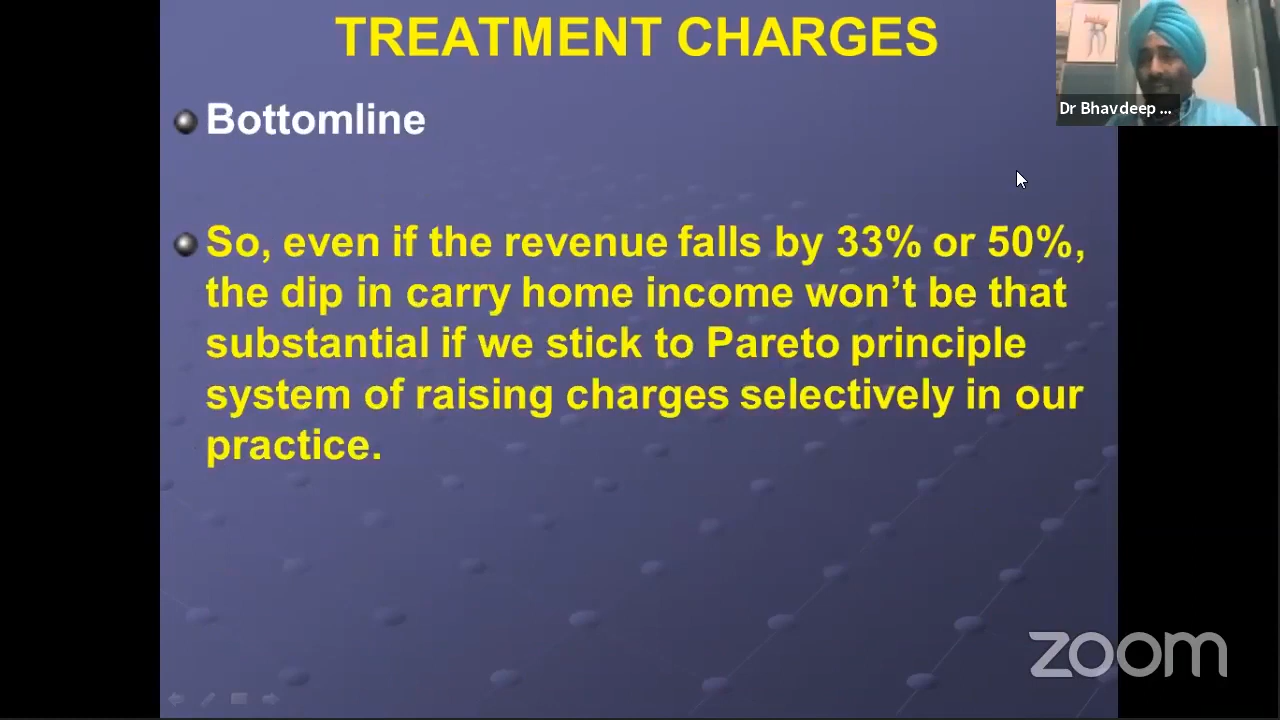 TREATMENT CHARGES
Dr Bhavdeep ...
Bottomline
So, even if the revenue falls by 33% or 50%,
the dip in carry home income won’t be that
substantial if we stick to Pareto principle
system of raising charges selectively in our
practice.
zoom